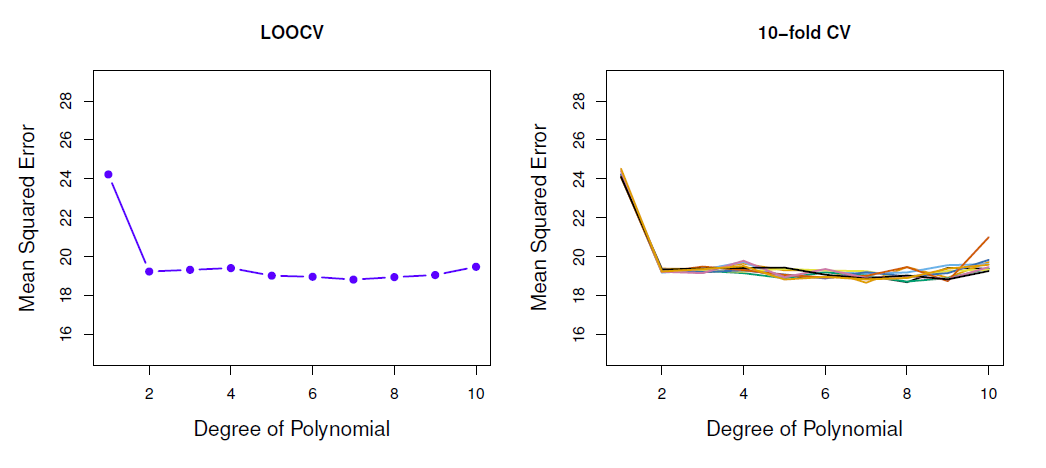 LOOCV
Mean Squared Error
28
26
24
22
20
18
16
2 4 6 8 10
Degree of Polynomial
10−fold CV
Mean Squared Error
28
26
24
22
20
18
16
2 4 6 8 10
Degree of Polynomial